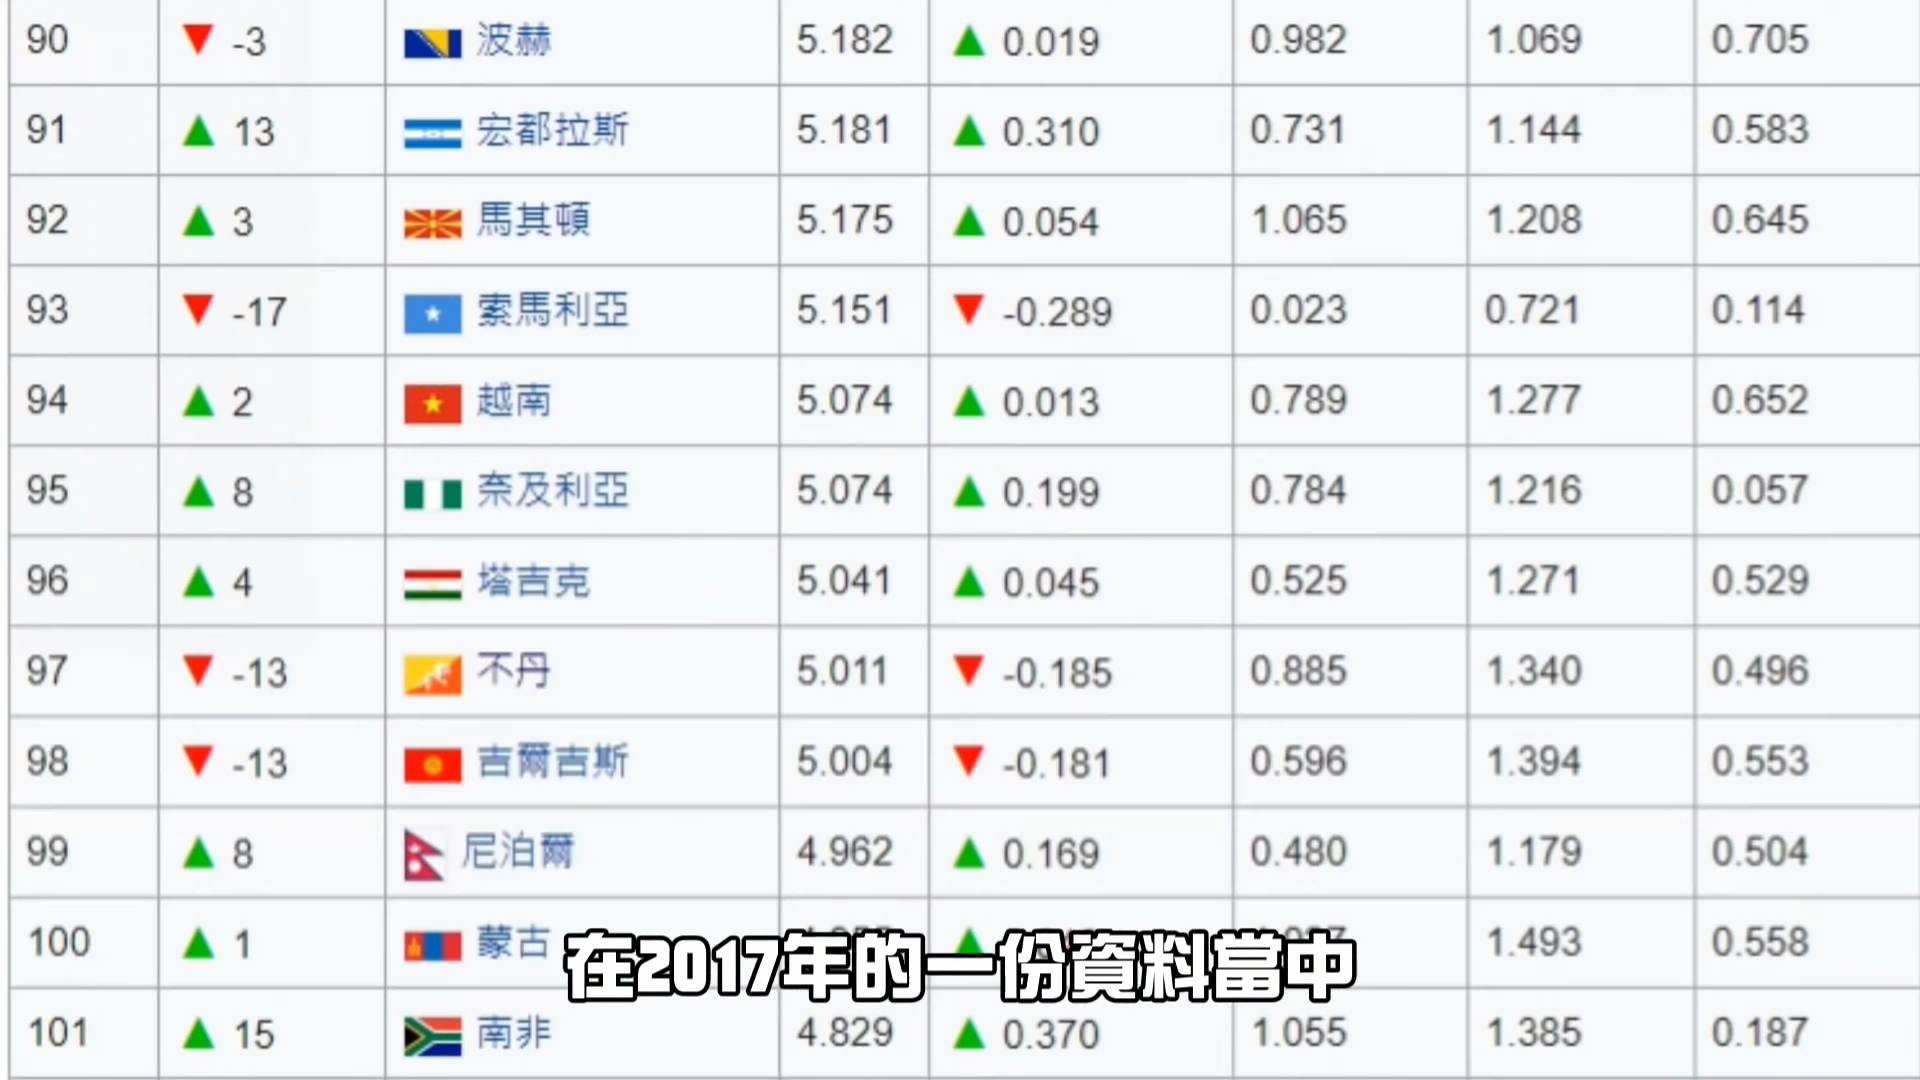 90 ▼ -3 波赫 5.182 ▲ 0.019 0.982 1.069 0.705
91 ▲ 13 宏都拉斯 5.181 ▲ 0.310 0.731 1.144 0.583
92 ▲ 3 馬其頓 5.175 ▲ 0.054 1.065 1.208 0.645
93 ▼ -17 索馬利亞 5.151 ▼ -0.289 0.023 0.721 0.114
94 ▲ 2 越南 5.074 ▲ 0.013 0.789 1.277 0.652
95 ▲ 8 奈及利亞 5.074 ▲ 0.199 0.784 1.216 0.057
96 ▲ 4 塔吉克 5.041 ▲ 0.045 0.525 1.271 0.529
97 ▼ -13 不丹 5.011 ▼ -0.185 0.885 1.340 0.496
98 ▼ -13 吉爾吉斯 5.004 ▼ -0.181 0.596 1.394 0.553
99 ▲ 8 尼泊爾 4.962 ▲ 0.169 0.480 1.179 0.504
100 ▲ 1 蒙古 ▲ 1.493 0.558
在2017年的一份資料當中
101 ▲ 15 南非 4.829 ▲ 0.370 1.055 1.385 0.187